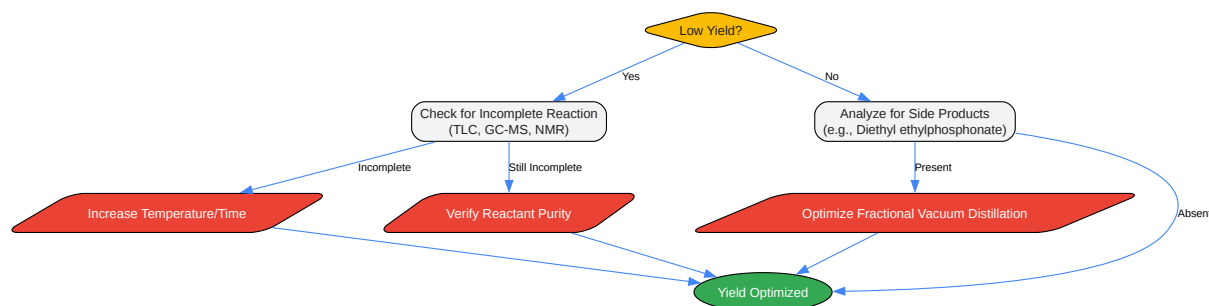 Low Yield?
Yes
No
Check for Incomplete Reaction
(TLC, GC-MS, NMR)
Analyze for Side Products
(e.g., Diethyl ethylphosphonate)
Incomplete
Still Incomplete
Present
Increase Temperature/Time
Verify Reactant Purity
Optimize Fractional Vacuum Distillation
Absent
Yield Optimized